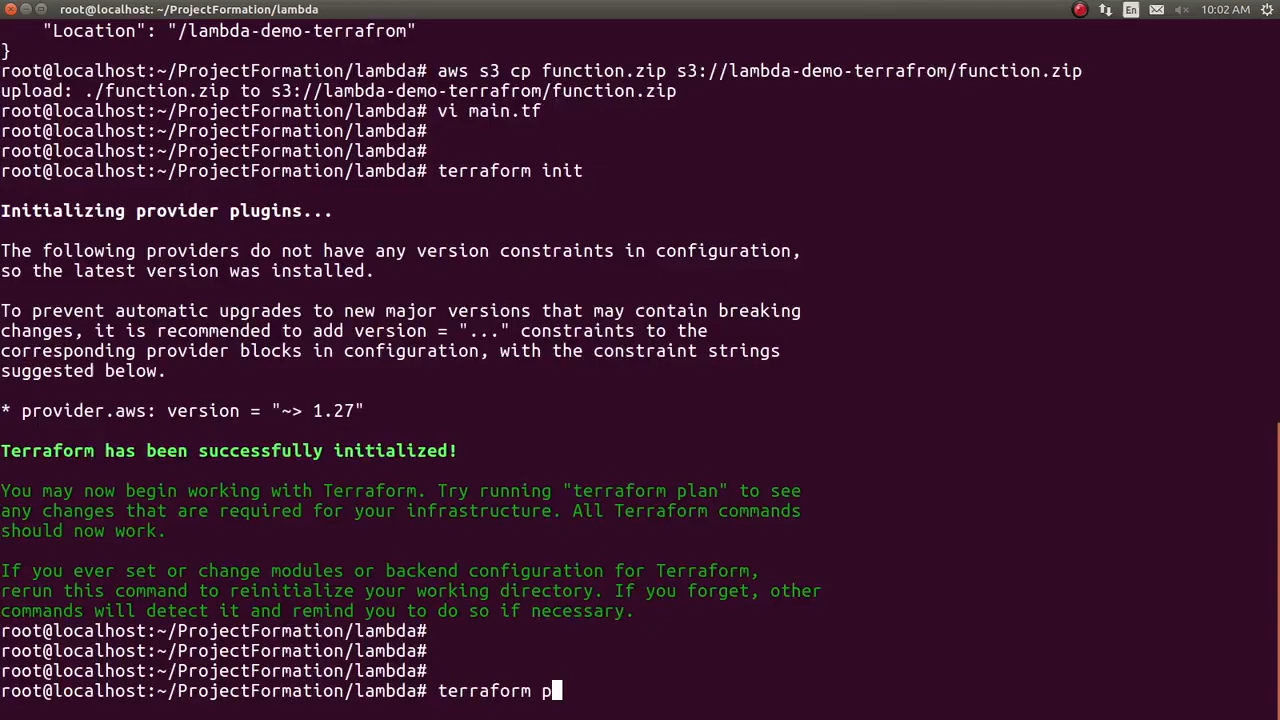 root@localhost: ~/ProjectFormation/lambda
En
10:02 AM
"Location": "/lambda-demo-terrafrom"
}
root@localhost:~/ProjectFormation/lambda# aws s3 cp function.zip s3://lambda-demo-terrafrom/function.zip
upload: ./function.zip to s3://lambda-demo-terrafrom/function.zip
root@localhost:~/ProjectFormation/lambda# vi main.tf
root@localhost:~/ProjectFormation/lambda#
root@localhost:~/ProjectFormation/lambda#
root@localhost:~/ProjectFormation/lambda# terraform init
Initializing provider plugins...
The following providers do not have any version constraints in configuration,
so the latest version was installed.
To prevent automatic upgrades to new major versions that may contain breaking
changes, it is recommended to add version = "..." constraints to the
corresponding provider blocks in configuration, with the constraint strings
suggested below.
* provider.aws: version = "~> 1.27"
Terraform has been successfully initialized!
You may now begin working with Terraform. Try running "terraform plan" to see
any changes that are required for your infrastructure. All Terraform commands
should now work.
If you ever set or change modules or backend configuration for Terraform,
rerun this command to reinitialize your working directory. If you forget, other
commands will detect it and remind you to do so if necessary.
root@localhost:~/ProjectFormation/lambda#
root@localhost:~/ProjectFormation/lambda#
root@localhost:~/ProjectFormation/lambda#
root@localhost:~/ProjectFormation/lambda# terraform p